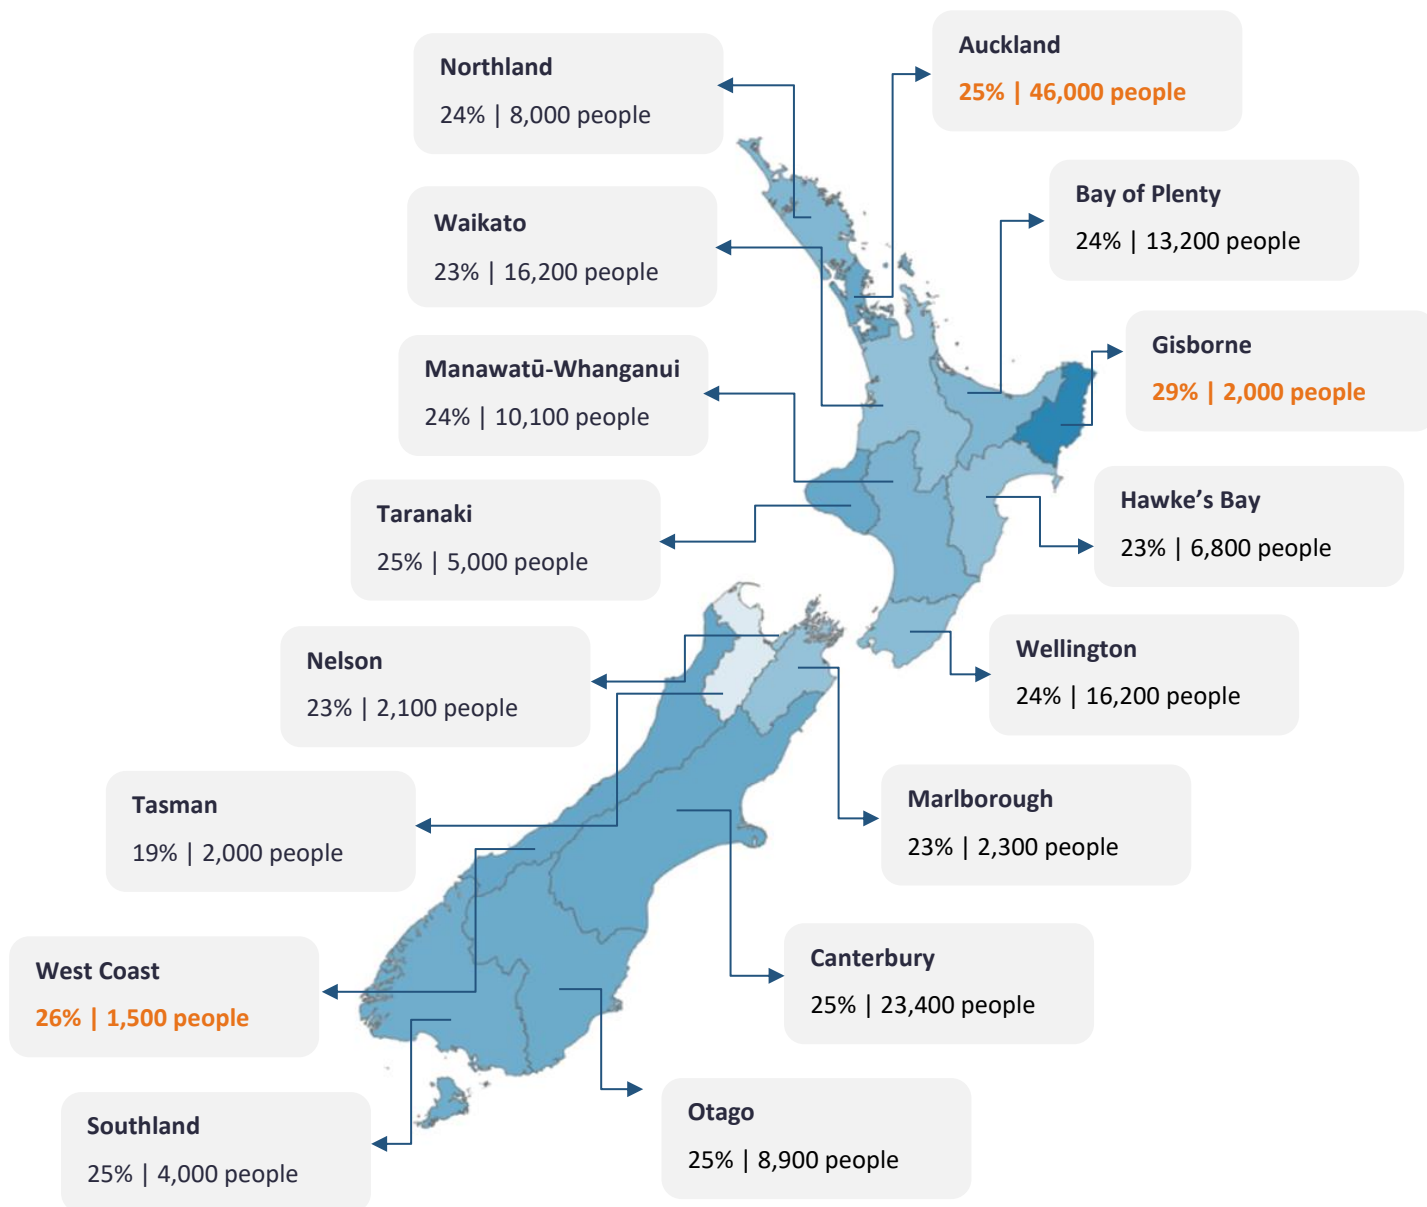 Auckland
25% | 46,000 people
Northland
24% | 8,000 people
Bay of Plenty
24% | 13,200 people
Waikato
23% | 16,200 people
Gisborne
29% | 2,000 people
Manawatū-Whanganui
24% | 10,100 people
Hawke’s Bay
23% | 6,800 people
Taranaki
25% | 5,000 people
Wellington
24% | 16,200 people
Nelson
23% | 2,100 people
Marlborough
23% | 2,300 people
Tasman
19% | 2,000 people
Canterbury
25% | 23,400 people
West Coast
26% | 1,500 people
Otago
25% | 8,900 people
Southland
25% | 4,000 people